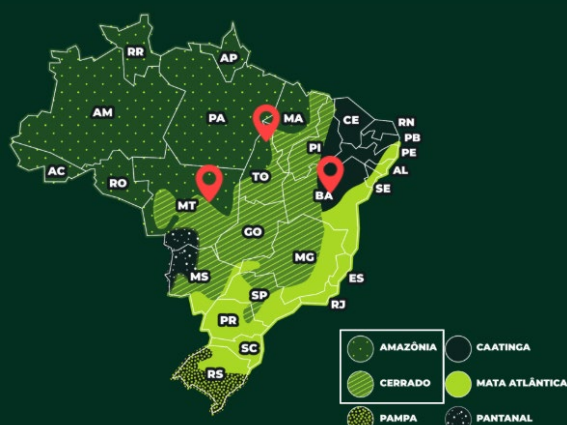 RR
AP
AM
PA
MA
CE
RN
PB
PE
PI
AL
AC
RO
TO
SE
BA
MT
GO
MG
MS
ES
SP
RJ
PR
SC
RS
AMAZÔNIA
CAATINGA
CERRADO
MATA ATLÂNTICA
PAMPA
PANTANAL